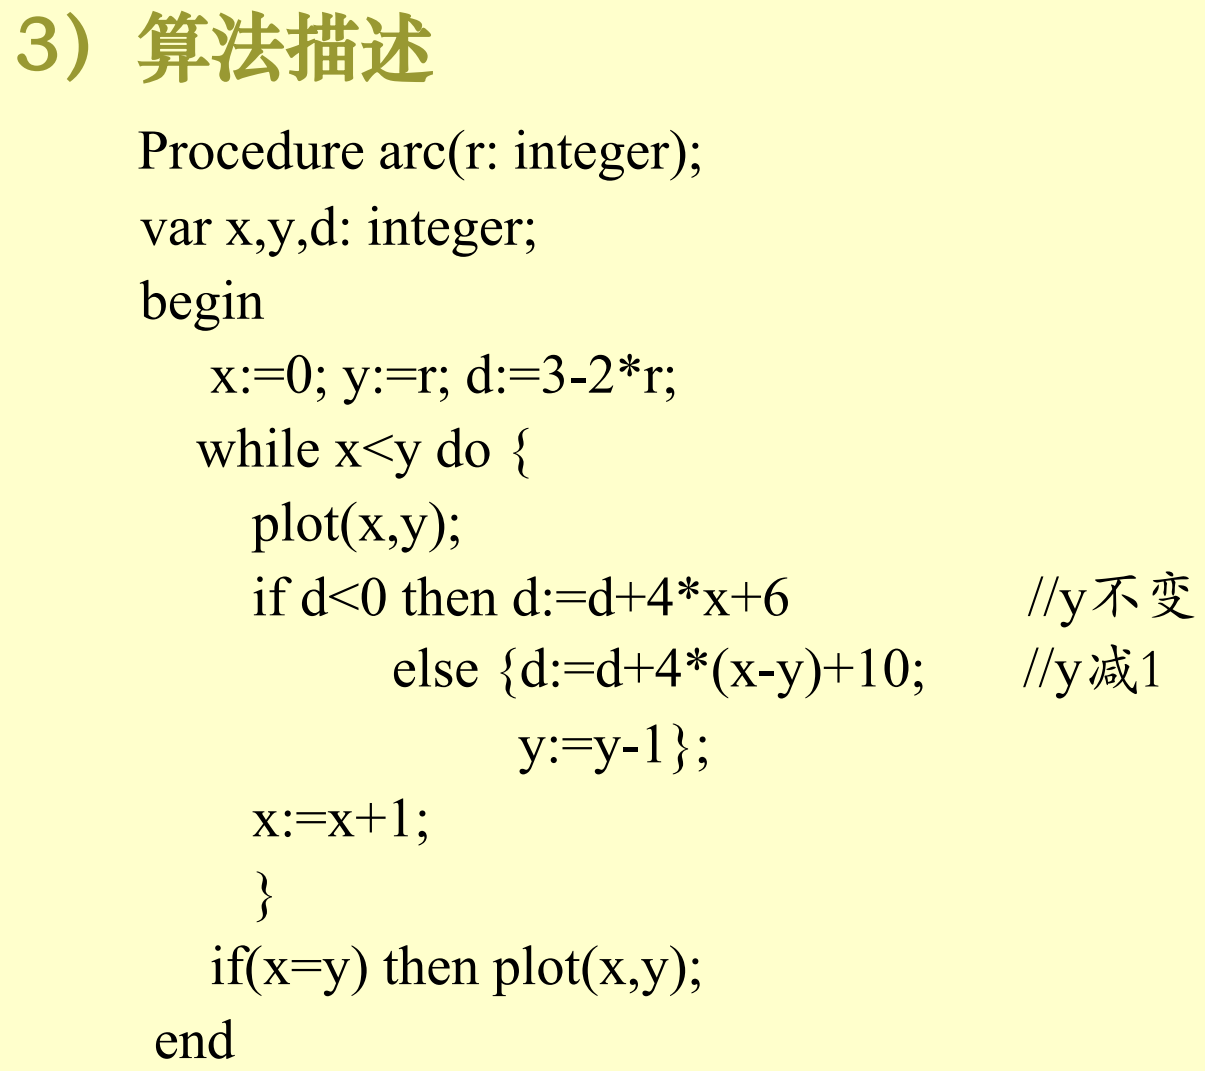 3）算法描述
Procedure arc(r: integer);
var x,y,d: integer;
begin
x:=0; y:=r; d:=3-2*r;
while x<y do {
plot(x,y);
if d<0 then d:=d+4*x+6 //y不变
else {d:=d+4*(x-y)+10; //y减1
y:=y-1};
x:=x+1;
}
if(x=y) then plot(x,y);
end